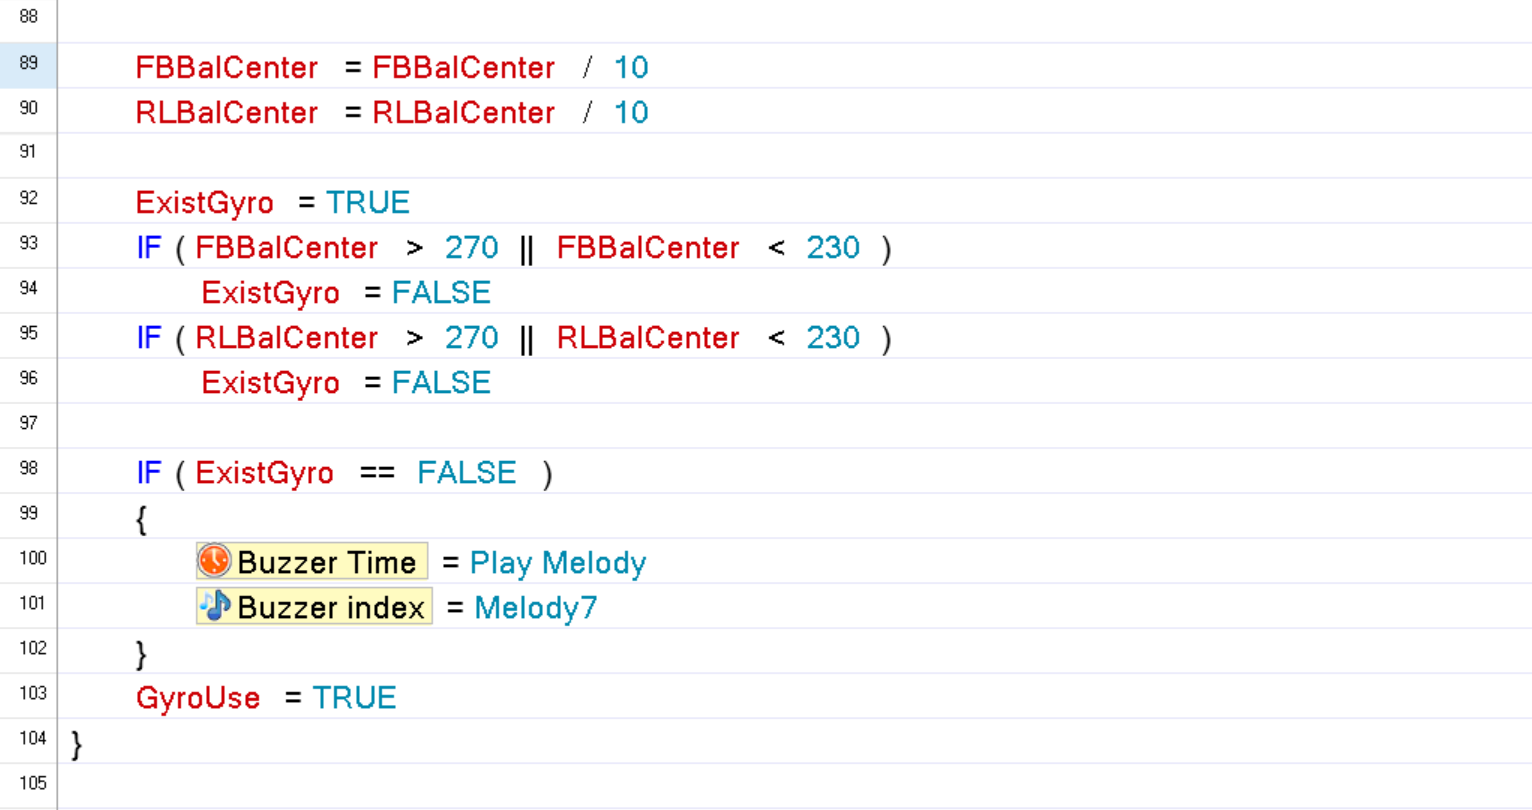 88
89 FBBalCenter = FBBalCenter / 10
90 RLBalCenter = RLBalCenter / 10
91
92 ExistGyro = TRUE
93 IF ( FBBalCenter > 270 || FBBalCenter < 230 )
94 ExistGyro = FALSE
95 IF ( RLBalCenter > 270 || RLBalCenter < 230 )
96 ExistGyro = FALSE
97
98 IF ( ExistGyro == FALSE )
99 {
100 Buzzer Time = Play Melody
101 Buzzer index = Melody7
102 }
103 GyroUse = TRUE
104 }
105